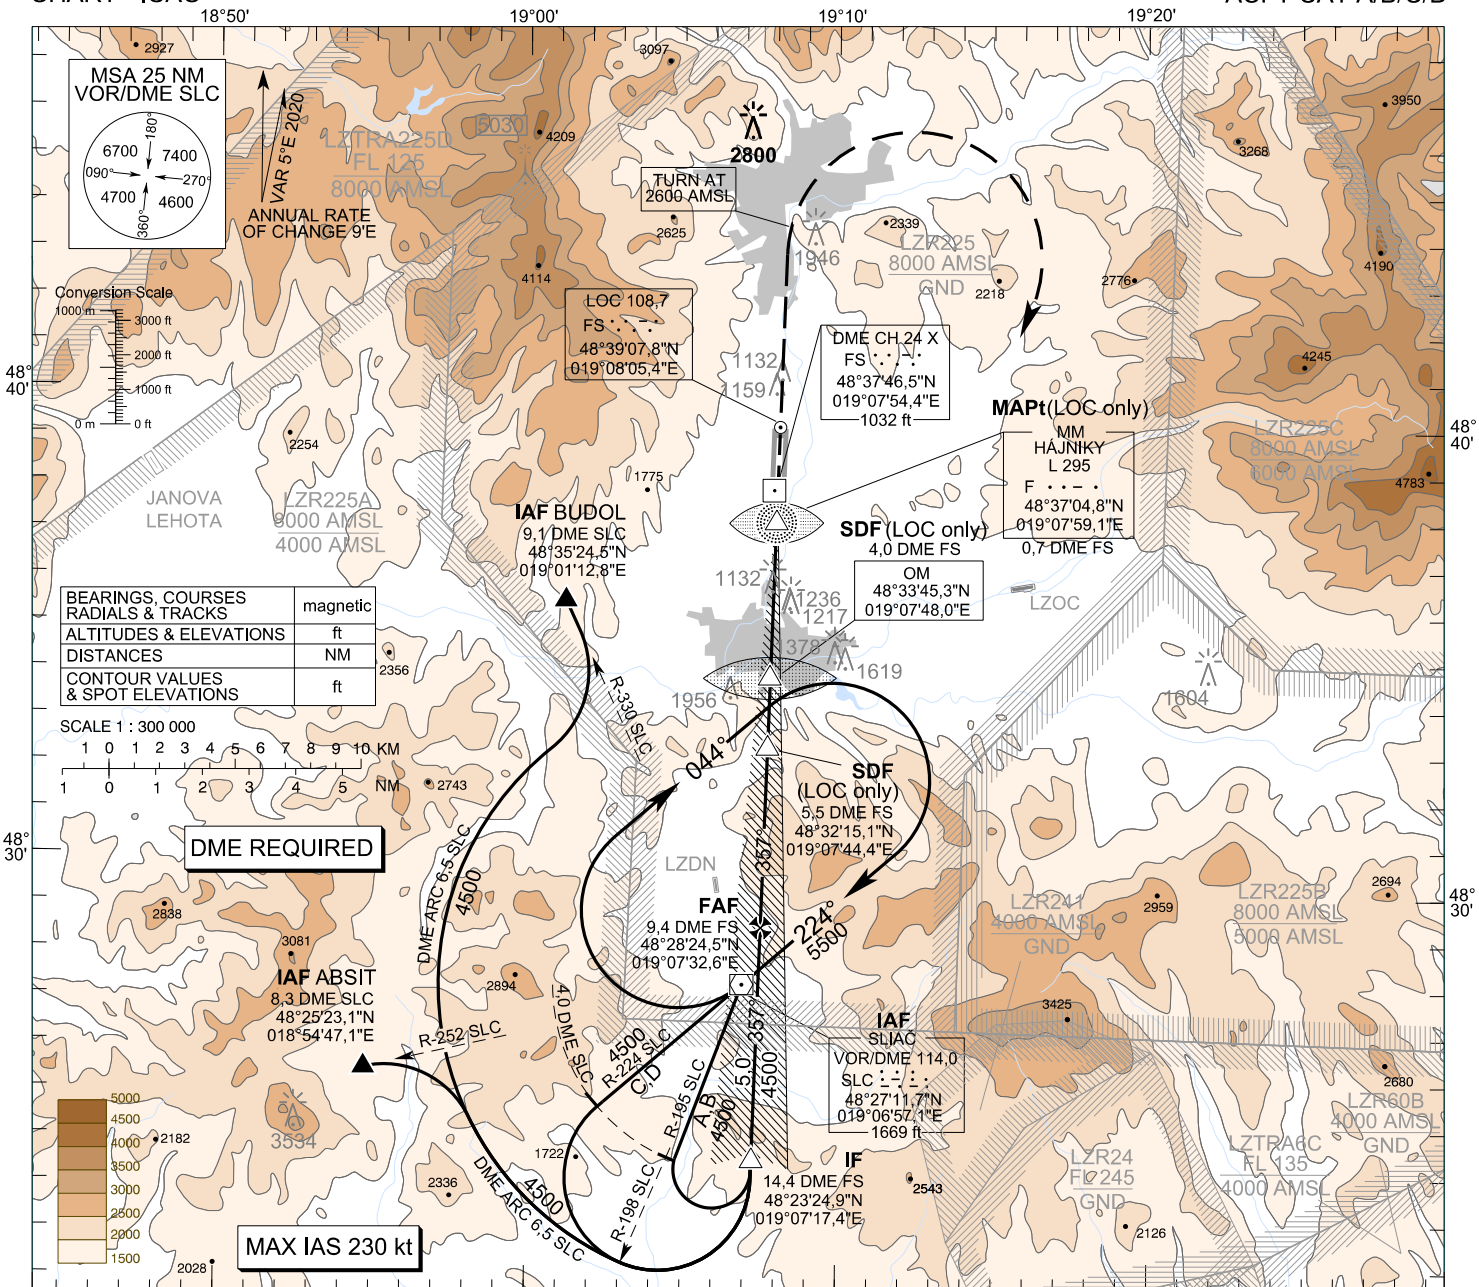 CHART - ICAO
ACFT CAT A/B/C/D
18°50'
19°00'
19°10'
19°20'
2927
MSA 25 NM
VOR/DME SLC
180°
6700
7400
090°
270°
4700
4600
360°
VAR 5°E 2020
ANNUAL RATE
OF CHANGE 9'E
LZTRA225D
FL 125
8000 AMSL
5030
4209
3097
2800
TURN AT
2600 AMSL
2625
1946
2339
LZR225
8000 AMSL
GND
2218
2776
3268
3950
4190
4245
4114
Conversion Scale
1000 m
3000 ft
2000 ft
1000 ft
0 m
0 ft
48°
40'
48°
40'
LOC 108,7
FS
48°39'07,8"N
019°08'05,4"E
1132
1159
DME CH 24 X
FS
48°37'46,5"N
019°07'54,4"E
1032 ft
MAPt(LOC only)
MM
HÁJNIKY
L 295
F
48°37'04,8"N
019°07'59,1"E
0,7 DME FS
LZR225C
8000 AMSL
6000 AMSL
4783
2254
JANOVA
LEHOTA
LZR225A
8000 AMSL
4000 AMSL
1775
IAF BUDOL
9,1 DME SLC
48°35'24,5"N
019°01'12,8"E
SDF (LOC only)
4,0 DME FS
OM
48°33'45,3"N
019°07'48,0"E
LZOC
1132
1236
1217
378
1619
1956
1604
BEARINGS, COURSES
RADIALS & TRACKS
magnetic
ALTITUDES & ELEVATIONS
ft
DISTANCES
NM
CONTOUR VALUES
& SPOT ELEVATIONS
ft
2356
SCALE 1 : 300 000
1 0 1 2 3 4 5 6 7 8 9 10 KM
1 0 1 2 3 4 5 NM
2743
R-330 SLC
044°
SDF
(LOC only)
5,5 DME FS
48°32'15,1"N
019°07'44,4"E
357°
48°
30'
48°
30'
DME REQUIRED
DME ARC 6,5 SLC
4500
LZDN
FAF
9,4 DME FS
48°28'24,5"N
019°07'32,6"E
224°
5500
LZR241
4000 AMSL
GND
2959
LZR225B
8000 AMSL
5000 AMSL
2694
2838
3081
IAF ABSIT
8,3 DME SLC
48°25'23,1"N
018°54'47,1"E
2894
R-252 SLC
4,0 DME SLC
4500
R-224 SLC
C,D
R-195 SLC
A,B
4500
357°
5,0
4500
3425
IAF
SLIAČ
VOR/DME 114,0
SLC
48°27'11,7"N
019°06'57,1"E
1669 ft
2680
LZR60B
4000 AMSL
GND
5000
4500
4000
3500
3000
2500
2000
1500
3534
2182
2336
1722
DME ARC 6,5 SLC
4500
R-198 SLC
IF
14,4 DME FS
48°23'24,9"N
019°07'17,4"E
2543
LZR24
FL 245
GND
LZTRA6C
FL 135
4000 AMSL
2126
2028
MAX IAS 230 kt